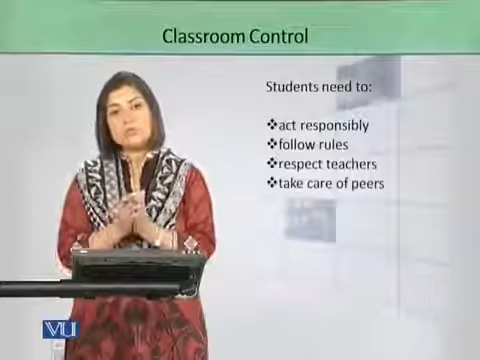 Classroom Control
Students need to:
❖act responsibly
❖follow rules
❖respect teachers
❖take care of peers
VU